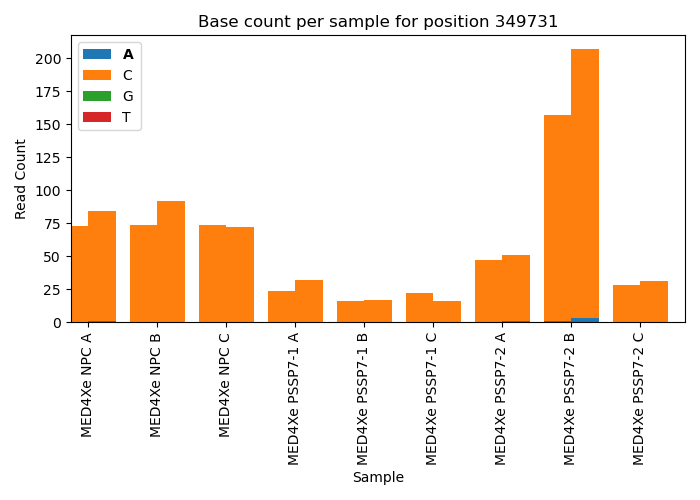 Base count per sample for position 349731
A
C
G
T
200
175
150
125
100
75
50
25
0
Read Count
MED4Xe NPC A
MED4Xe NPC B
MED4Xe NPC C
MED4Xe PSSP7-1 A
MED4Xe PSSP7-1 B
MED4Xe PSSP7-1 C
MED4Xe PSSP7-2 A
MED4Xe PSSP7-2 B
MED4Xe PSSP7-2 C
Sample